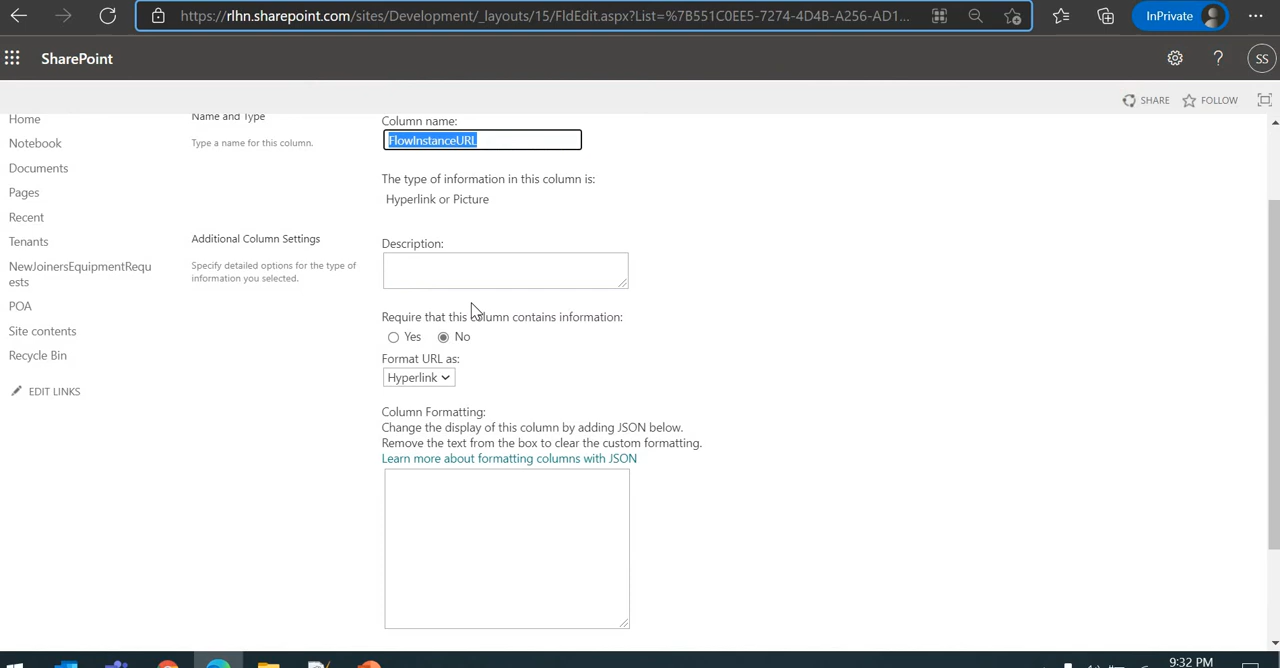 https://rlhn.sharepoint.com/sites/Development/_layouts/15/FldEdit.aspx?List=%7B551C0EE5-7274-4D4B-A256-AD1...
InPrivate
SharePoint
?
SS
SHARE
FOLLOW
Home
Notebook
Documents
Pages
Recent
Tenants
NewJoinersEquipmentRequ
ests
POA
Site contents
Recycle Bin
EDIT LINKS
Name and Type
Type a name for this column.
Column name:
FlowInstanceURL
The type of information in this column is:
Hyperlink or Picture
Additional Column Settings
Specify detailed options for the type of
information you selected.
Description:
Require that this column contains information:
Yes No
Format URL as:
Hyperlink
Column Formatting:
Change the display of this column by adding JSON below.
Remove the text from the box to clear the custom formatting.
Learn more about formatting columns with JSON
9:32 PM